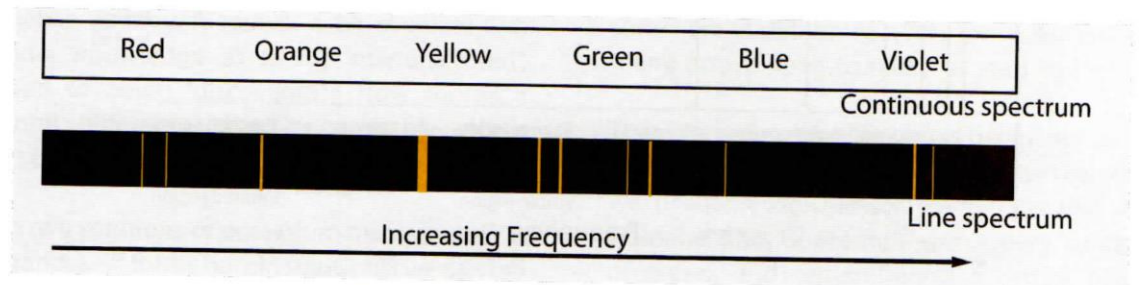 Red Orange Yellow Green Blue Violet
Continuous spectrum
Line spectrum
Increasing Frequency